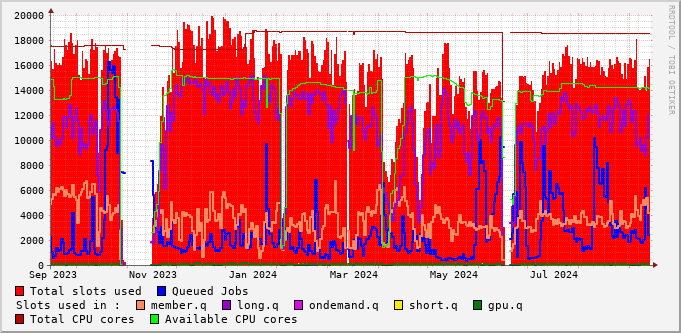 20000
18000
16000
14000
12000
10000
8000
6000
4000
2000
0
Sep 2023 Nov 2023 Jan 2024 Mar 2024 May 2024 Jul 2024
RRDTOOL / TOBI OETIKER
Total slots used Queued Jobs
Slots used in : member.q long.q ondemand.q short.q gpu.q
Total CPU cores Available CPU cores